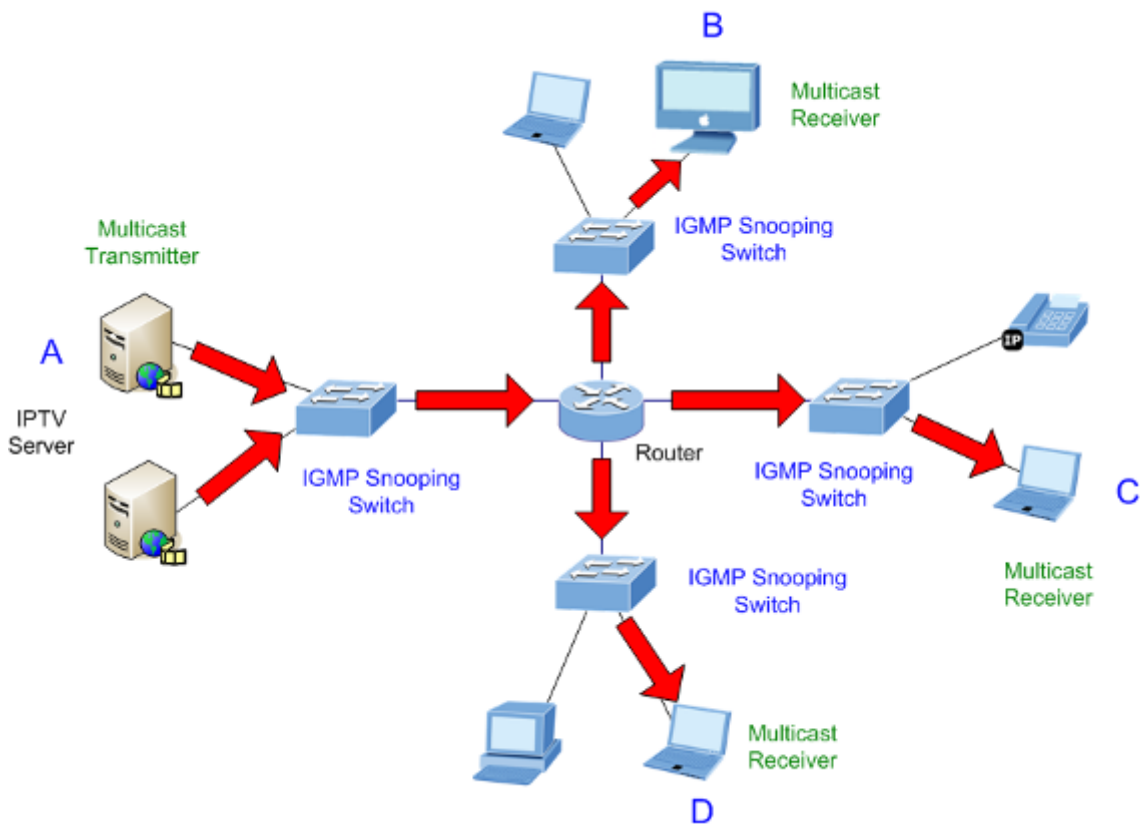 B
Multicast
Receiver
IGMP Snooping
Switch
Multicast
Transmitter
A
IPTV
Server
IGMP Snooping
Switch
Router
IP
IGMP Snooping
Switch
C
Multicast
Receiver
IGMP Snooping
Switch
Multicast
Receiver
D